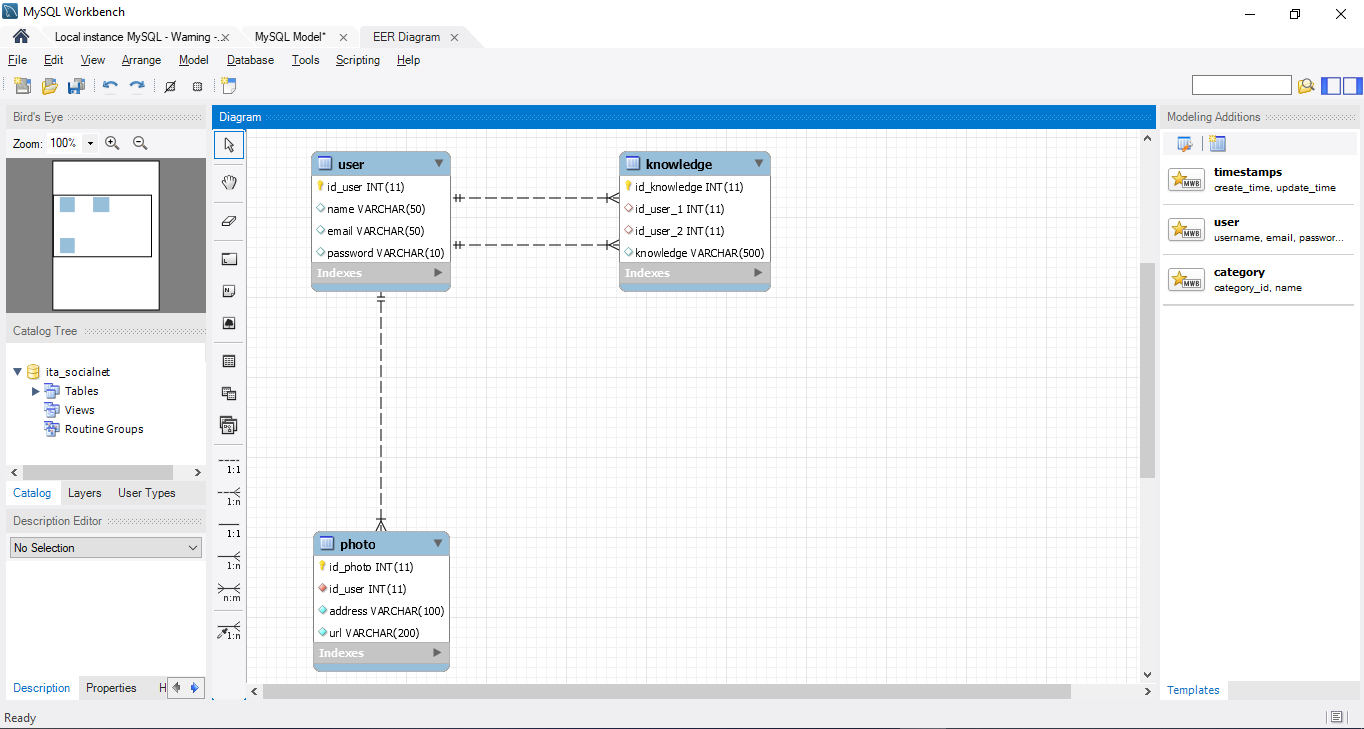 MySQL Workbench
Local instance MySQL - Warning -...
MySQL Model*
EER Diagram
File Edit View Arrange Model Database Tools Scripting Help
Bird's Eye
Zoom: 100%
Catalog Tree
ita_socialnet
Tables
Views
Routine Groups
Catalog Layers User Types
Description Editor
No Selection
Description Properties H
Ready
Diagram
1:1
1:n
1:1
1:n
n:m
1:n
user
id_user INT(11)
name VARCHAR(50)
email VARCHAR(50)
password VARCHAR(10)
Indexes
knowledge
id_knowledge INT(11)
id_user_1 INT(11)
id_user_2 INT(11)
knowledge VARCHAR(500)
Indexes
photo
id_photo INT(11)
id_user INT(11)
address VARCHAR(100)
url VARCHAR(200)
Indexes
Modeling Additions
MWB
timestamps
create_time, update_time
MWB
user
username, email, passwor...
MWB
category
category_id, name
Templates